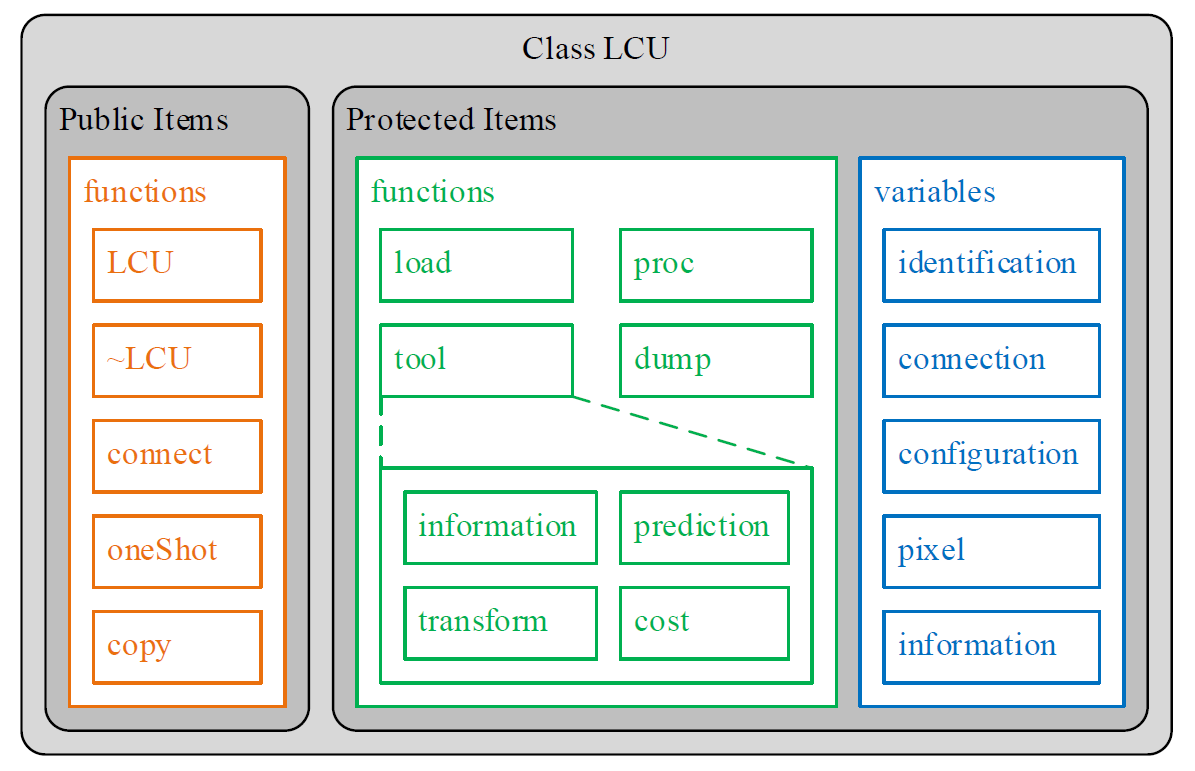 Class LCU
Public Items
functions
LCU
~LCU
connect
oneShot
copy
Protected Items
functions
load
proc
tool
dump
information
prediction
transform
cost
variables
identification
connection
configuration
pixel
information